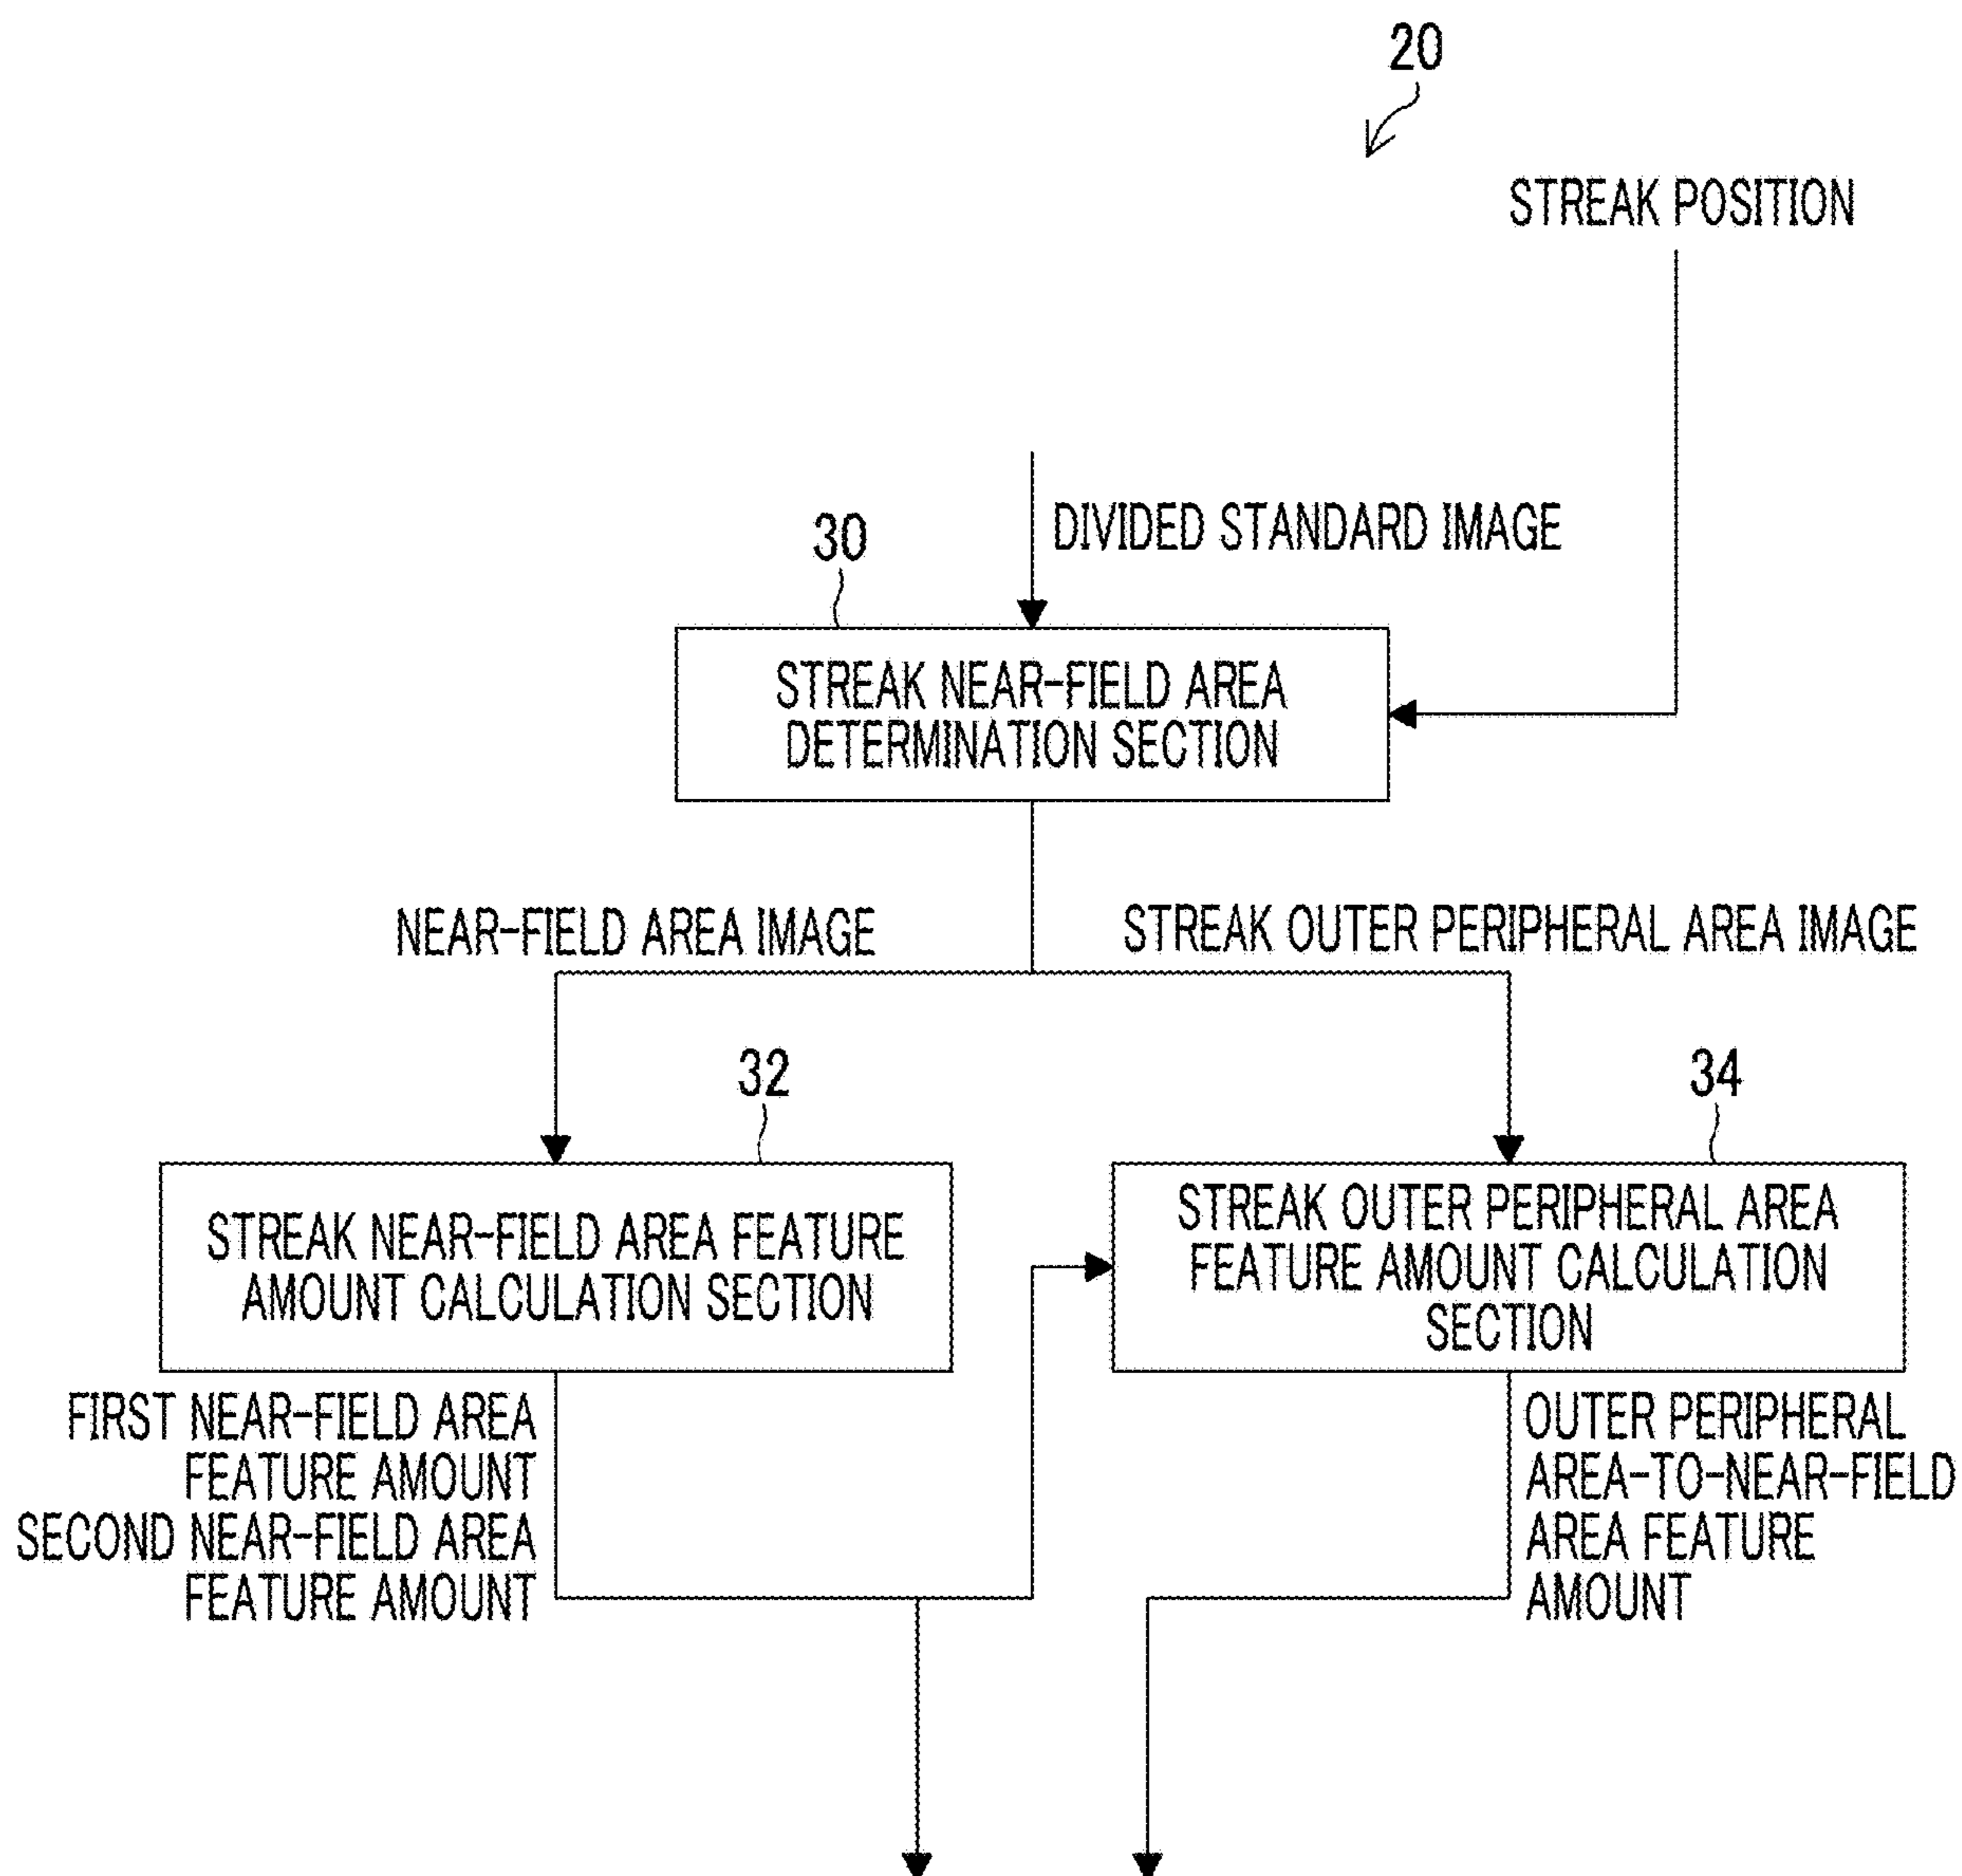 20
STREAK POSITION
DIVIDED STANDARD IMAGE
30
STREAK NEAR-FIELD AREA
DETERMINATION SECTION
NEAR-FIELD AREA IMAGE
STREAK OUTER PERIPHERAL AREA IMAGE
32
34
STREAK NEAR-FIELD AREA FEATURE
AMOUNT CALCULATION SECTION
STREAK OUTER PERIPHERAL AREA
FEATURE AMOUNT CALCULATION
SECTION
FIRST NEAR-FIELD AREA
FEATURE AMOUNT
SECOND NEAR-FIELD AREA
FEATURE AMOUNT
OUTER PERIPHERAL
AREA-TO-NEAR-FIELD
AREA FEATURE
AMOUNT